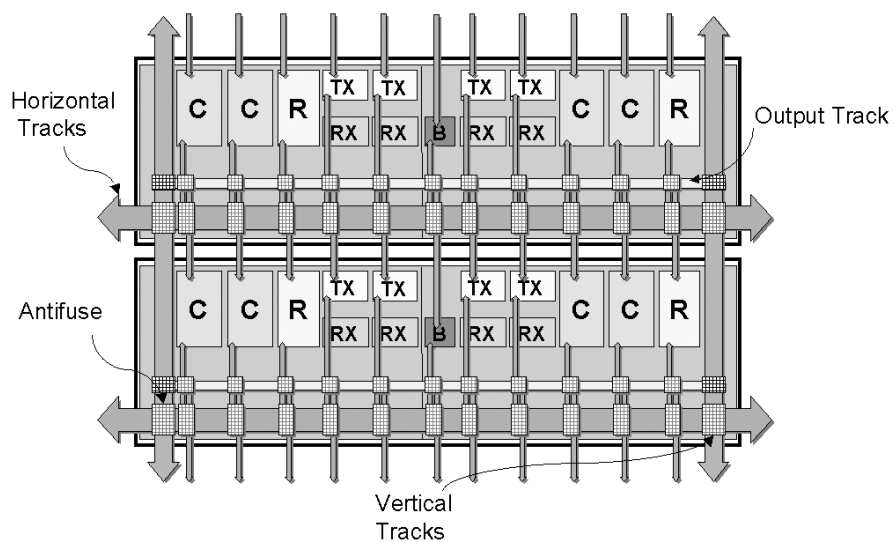 TX TX TX TX
C C R C C R
Horizontal
Tracks
Output Track
RX RX B RX RX
TX TX TX TX
C C R C C R
Antifuse
RX RX B RX RX
Vertical
Tracks